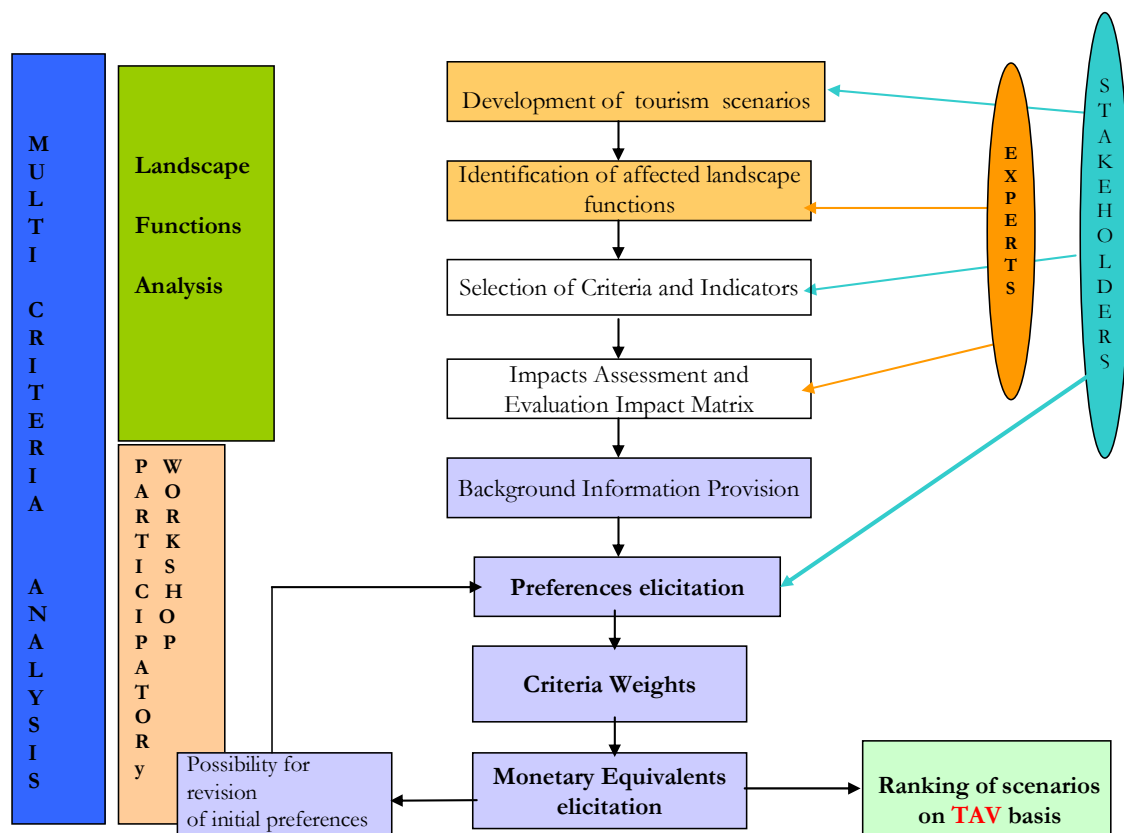 MULTI CRITERIA ANALYSIS
Landscape
Functions
Analysis
PARTICIPATORy
WORKSHOP
Development of tourism scenarios
Identification of affected landscape
functions
Selection of Criteria and Indicators
Impacts Assessment and
Evaluation Impact Matrix
Background Information Provision
Preferences elicitation
Criteria Weights
Monetary Equivalents
elicitation
Possibility for
revision
of initial preferences
Ranking of scenarios
on TAV basis
EXPERTS
STAKEHOLDERS